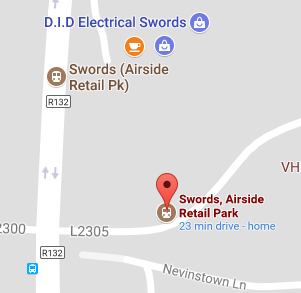 D.I.D Electrical Swords
Swords (Airside
Retail Pk)
R132
VH
Swords, Airside
Retail Park
23 min drive - home
2300
L2305
R132
Nevinstown Ln